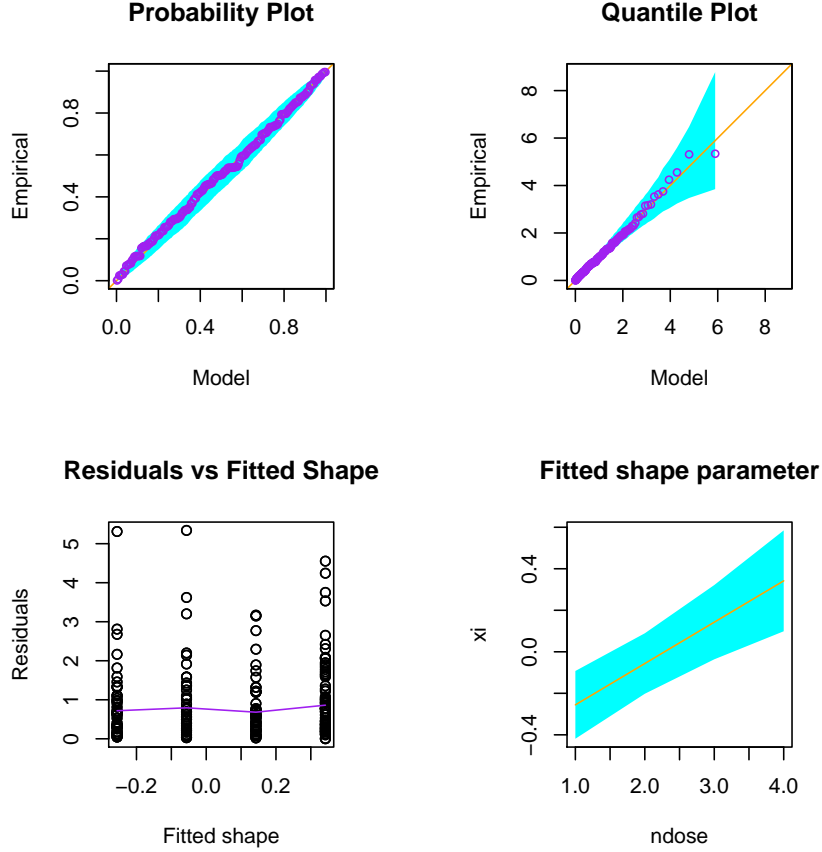 Probability Plot
Empirical
0.0 0.4 0.8
0.0 0.4 0.8
Model
Quantile Plot
Empirical
0 2 4 6 8
0 2 4 6 8
Model
Residuals vs Fitted Shape
Residuals
0 1 2 3 4 5
−0.2 0.0 0.2
Fitted shape
Fitted shape parameter
xi
−0.4 0.0 0.4
1.0 2.0 3.0 4.0
ndose